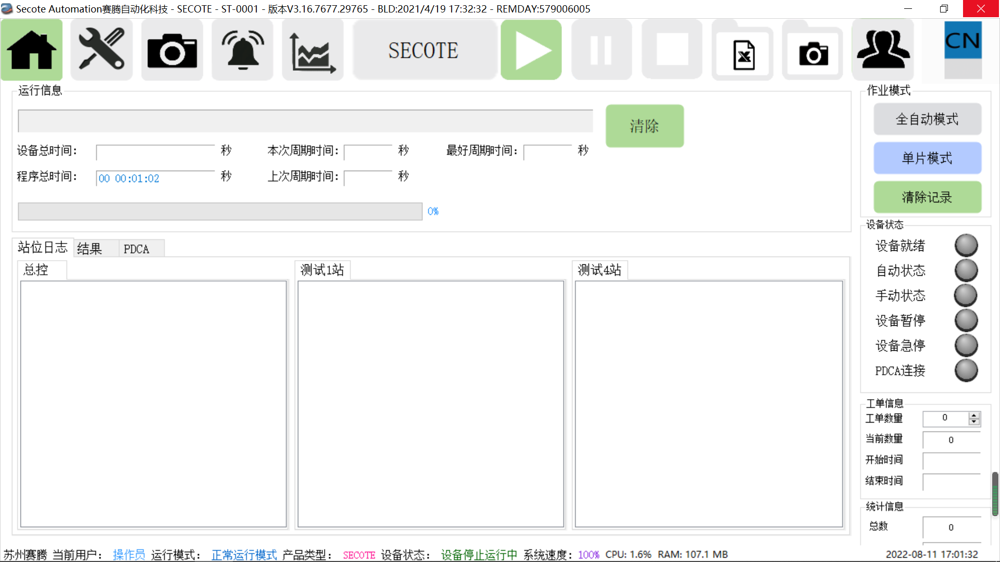 Secote Automation赛腾自动化科技 - SECOTE - ST-0001 - 版本V3.16.7677.29765 - BLD:2021/4/19 17:32:32 - REMDAY:579006005
SECOTE
CN
运行信息
清除
设备总时间： 秒 本次周期时间： 秒 最好周期时间： 秒
程序总时间： 00 00:01:02 秒 上次周期时间： 秒
0%
站位日志 结果 PDCA
总控 测试1站 测试4站
作业模式
全自动模式
单片模式
清除记录
设备状态
设备就绪
自动状态
手动状态
设备暂停
设备急停
PDCA连接
工单信息
工单数量 0
当前数量 0
开始时间
结束时间
统计信息
总数 0
苏州赛腾 当前用户： 操作员 运行模式： 正常运行模式 产品类型： SECOTE 设备状态： 设备停止运行中 系统速度： 100% CPU: 1.6% RAM: 107.1 MB 2022-08-11 17:01:32